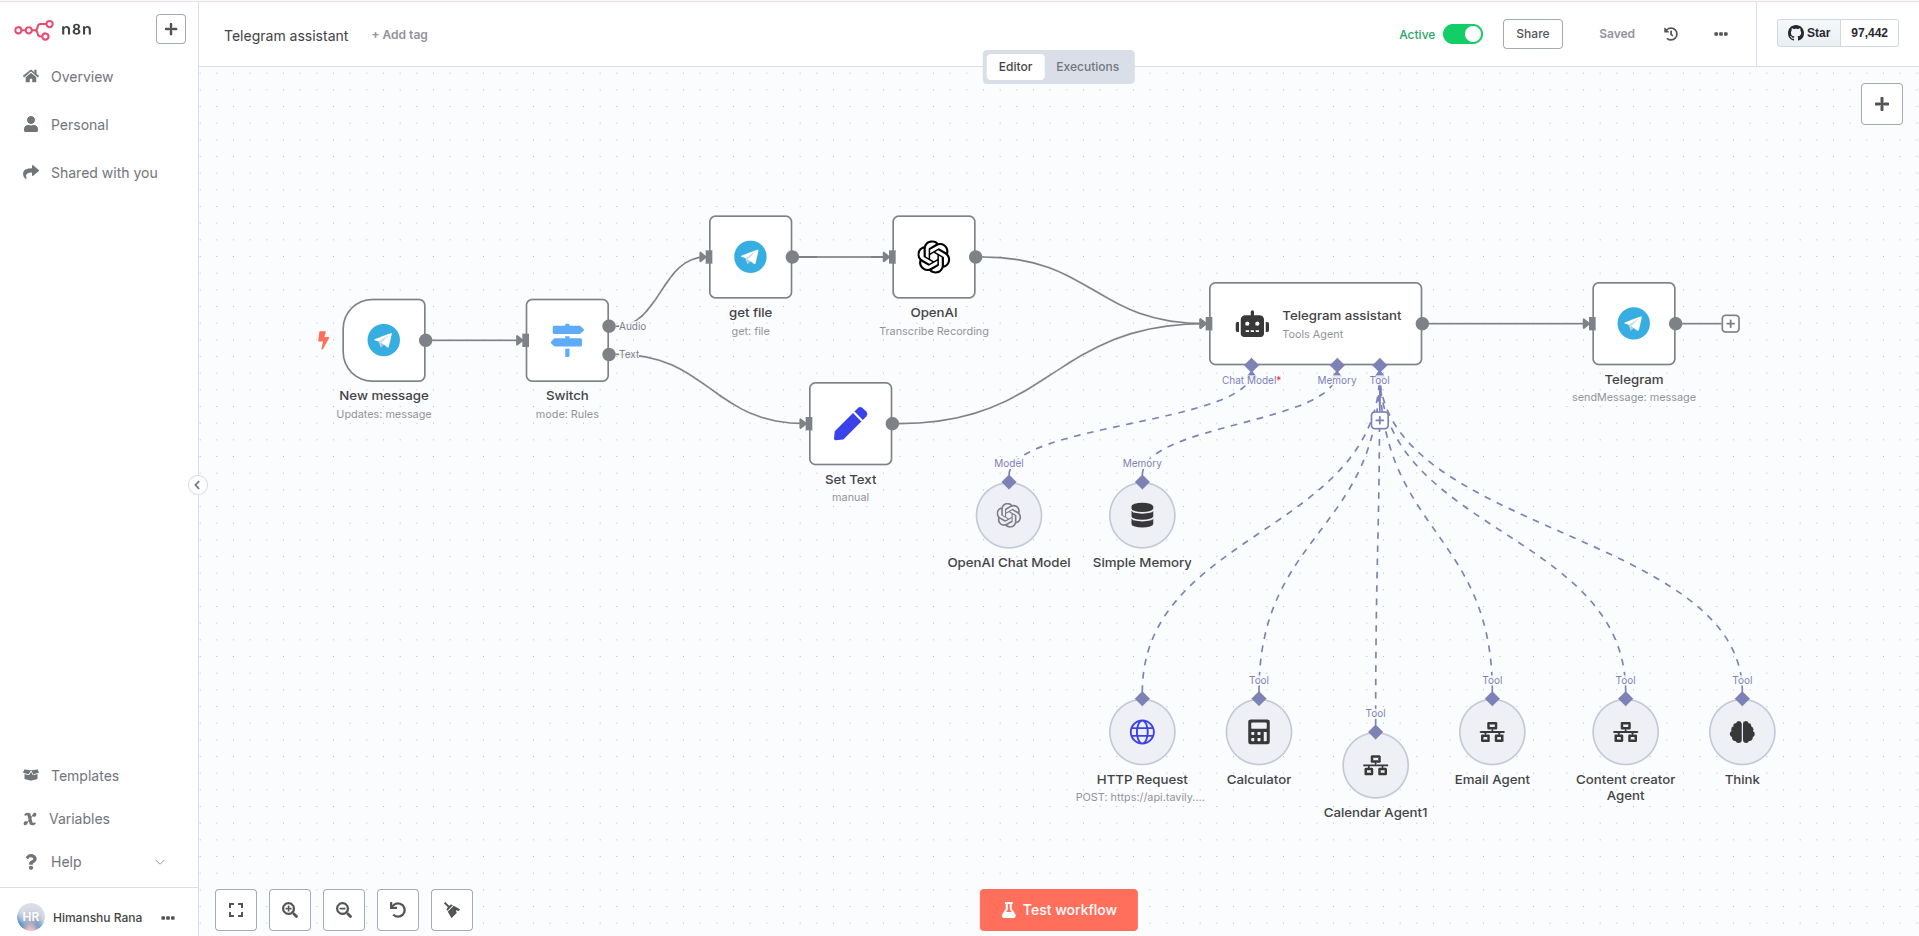 n8n
Overview
Personal
Shared with you
Templates
Variables
Help
HR
Himanshu Rana
Telegram assistant
+ Add tag
Active
Share
Saved
Star
97,442
Editor
Executions
New message
Updates: message
Switch
mode: Rules
Audio
Text
get file
get: file
OpenAI
Transcribe Recording
Set Text
manual
Telegram assistant
Tools Agent
Chat Model*
Memory
Tool
Telegram
sendMessage: message
Model
OpenAI Chat Model
Memory
Simple Memory
HTTP Request
POST: https://api.tavily....
Tool
Calculator
Tool
Calendar Agent1
Tool
Email Agent
Tool
Content creator
Agent
Tool
Think
Test workflow